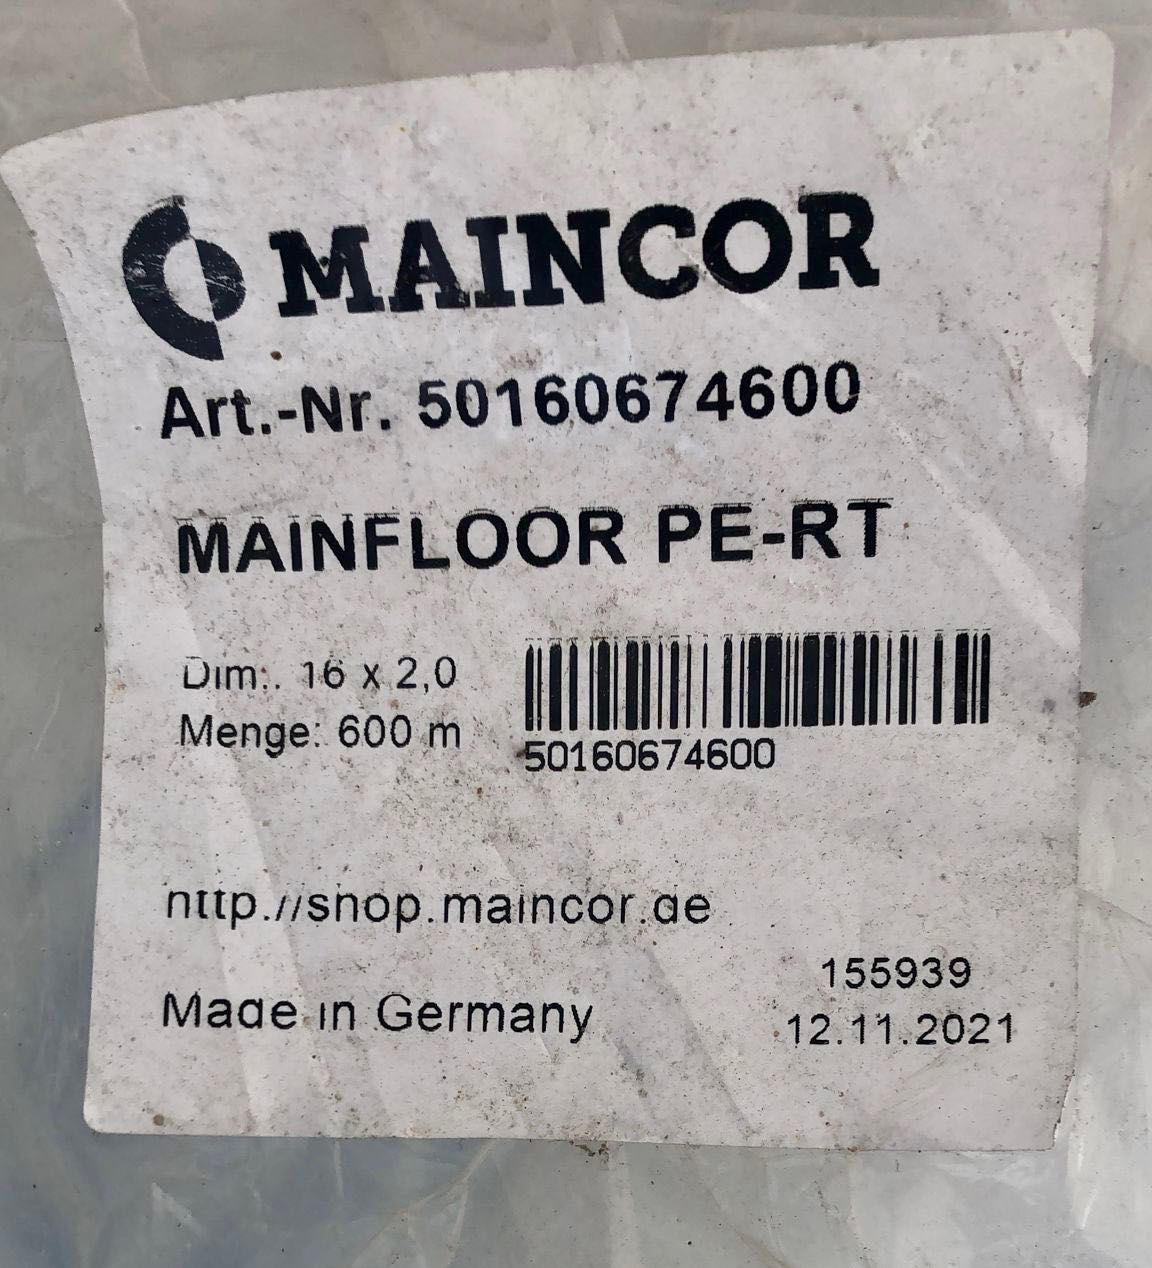 MAINCOR
Art.-Nr. 50160674600
MAINFLOOR PE-RT
Dim:. 16 x 2,0
Menge: 600 m
50160674600
http://shop.maincor.de
Made in Germany
155939
12.11.2021